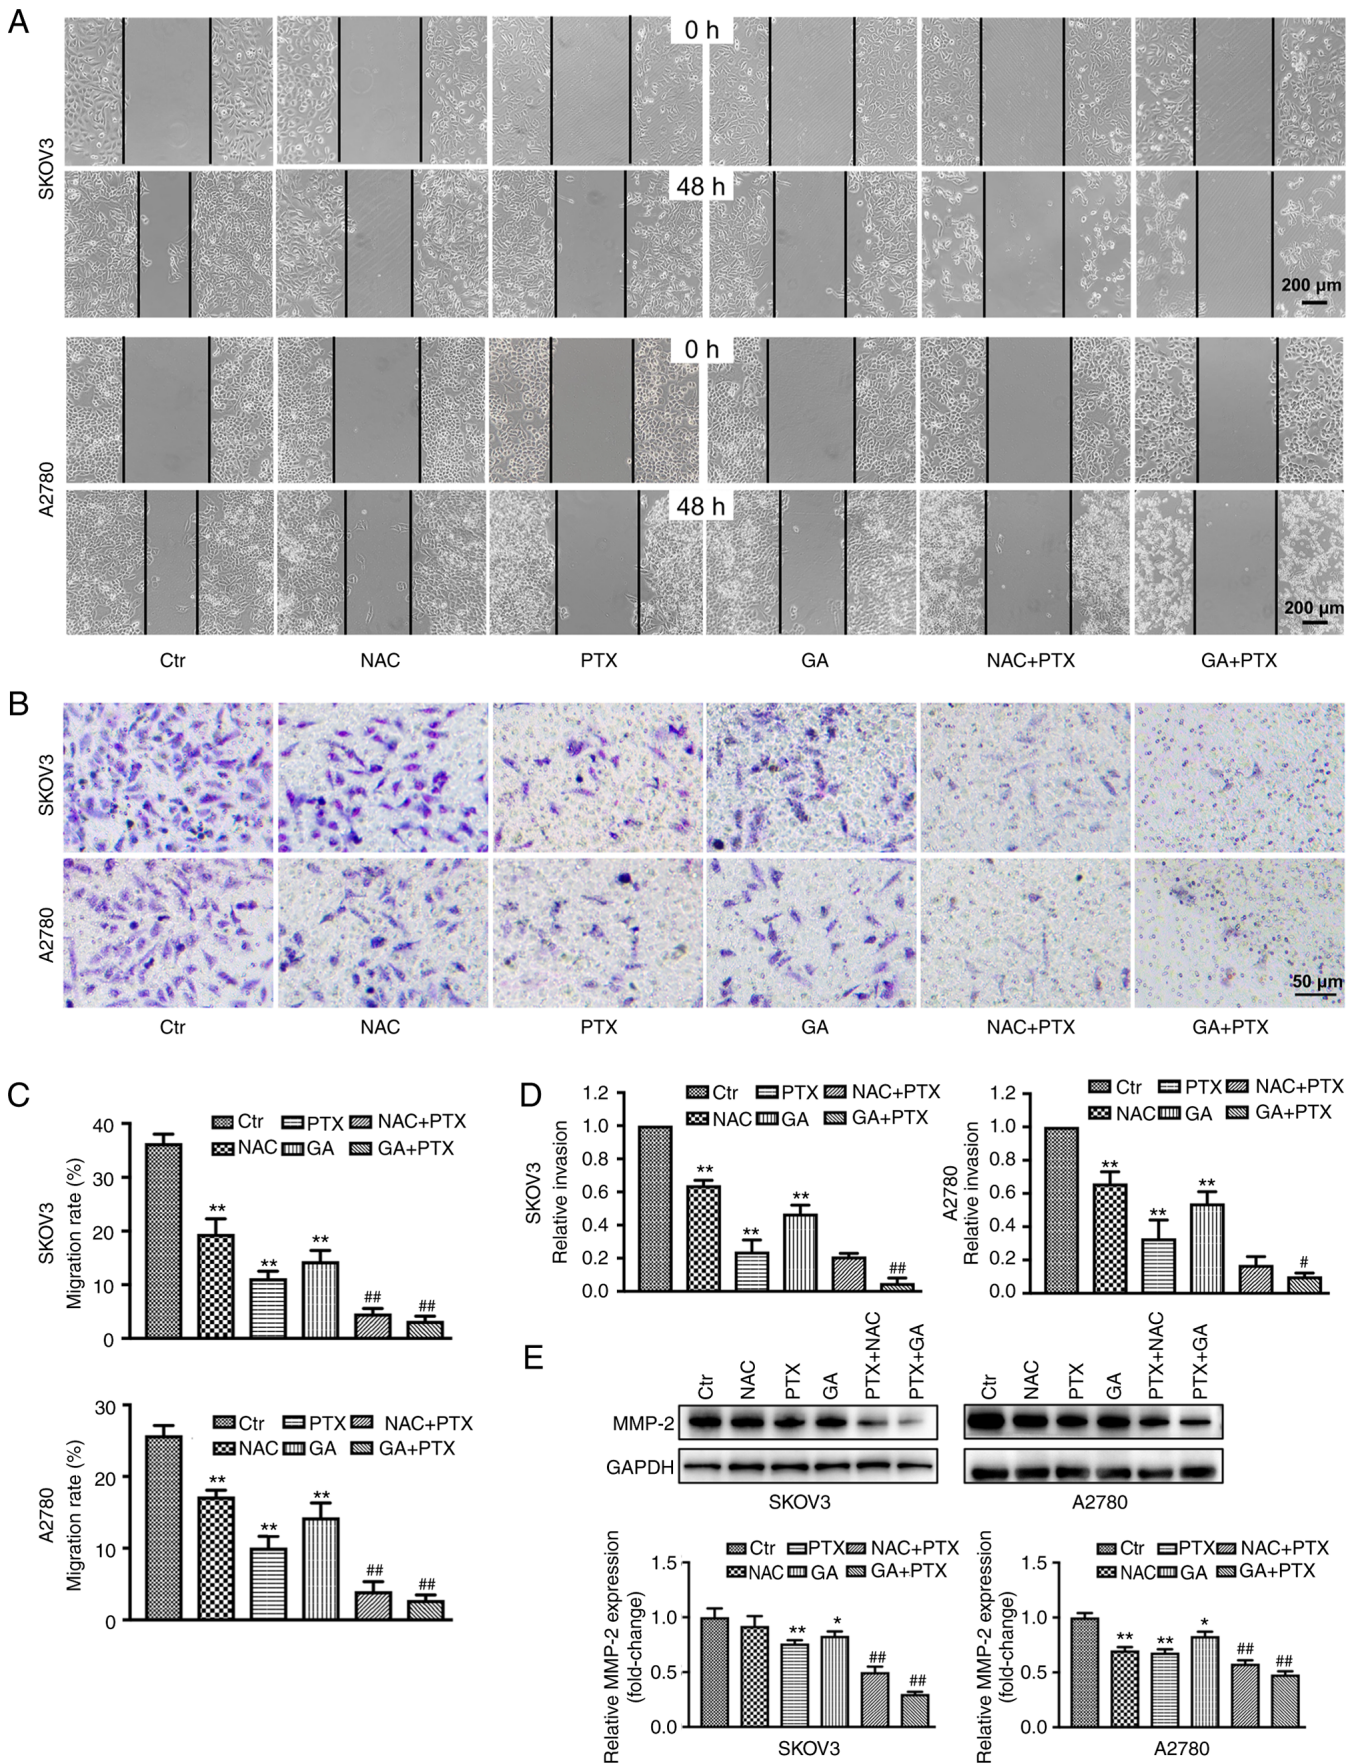 A
0 h
SKOV3
48 h
200 µm
0 h
A2780
48 h
200 µm
Ctr NAC PTX GA NAC+PTX GA+PTX
B
SKOV3
A2780
50 µm
Ctr NAC PTX GA NAC+PTX GA+PTX
C
SKOV3
Migration rate (%)
40
30
20
10
0
Ctr PTX NAC+PTX
NAC GA GA+PTX
** ** ** ## ##
A2780
Migration rate (%)
30
20
10
0
Ctr PTX NAC+PTX
NAC GA GA+PTX
** ** ** ## ##
D
SKOV3
Relative invasion
1.2
1.0
0.8
0.6
0.4
0.2
0.0
Ctr PTX NAC+PTX
NAC GA GA+PTX
** ** ** ##
A2780
Relative invasion
1.2
1.0
0.8
0.6
0.4
0.2
0.0
Ctr PTX NAC+PTX
NAC GA GA+PTX
** ** ** #
E
Ctr NAC PTX GA PTX+NAC PTX+GA
Ctr NAC PTX GA PTX+NAC PTX+GA
MMP-2
GAPDH
SKOV3
A2780
Relative MMP-2 expression
(fold-change)
1.5
1.0
0.5
0.0
Ctr PTX NAC+PTX
NAC GA GA+PTX
** * ## ##
SKOV3
Relative MMP-2 expression
(fold-change)
1.5
1.0
0.5
0.0
Ctr PTX NAC+PTX
NAC GA GA+PTX
** ** * ## ##
A2780